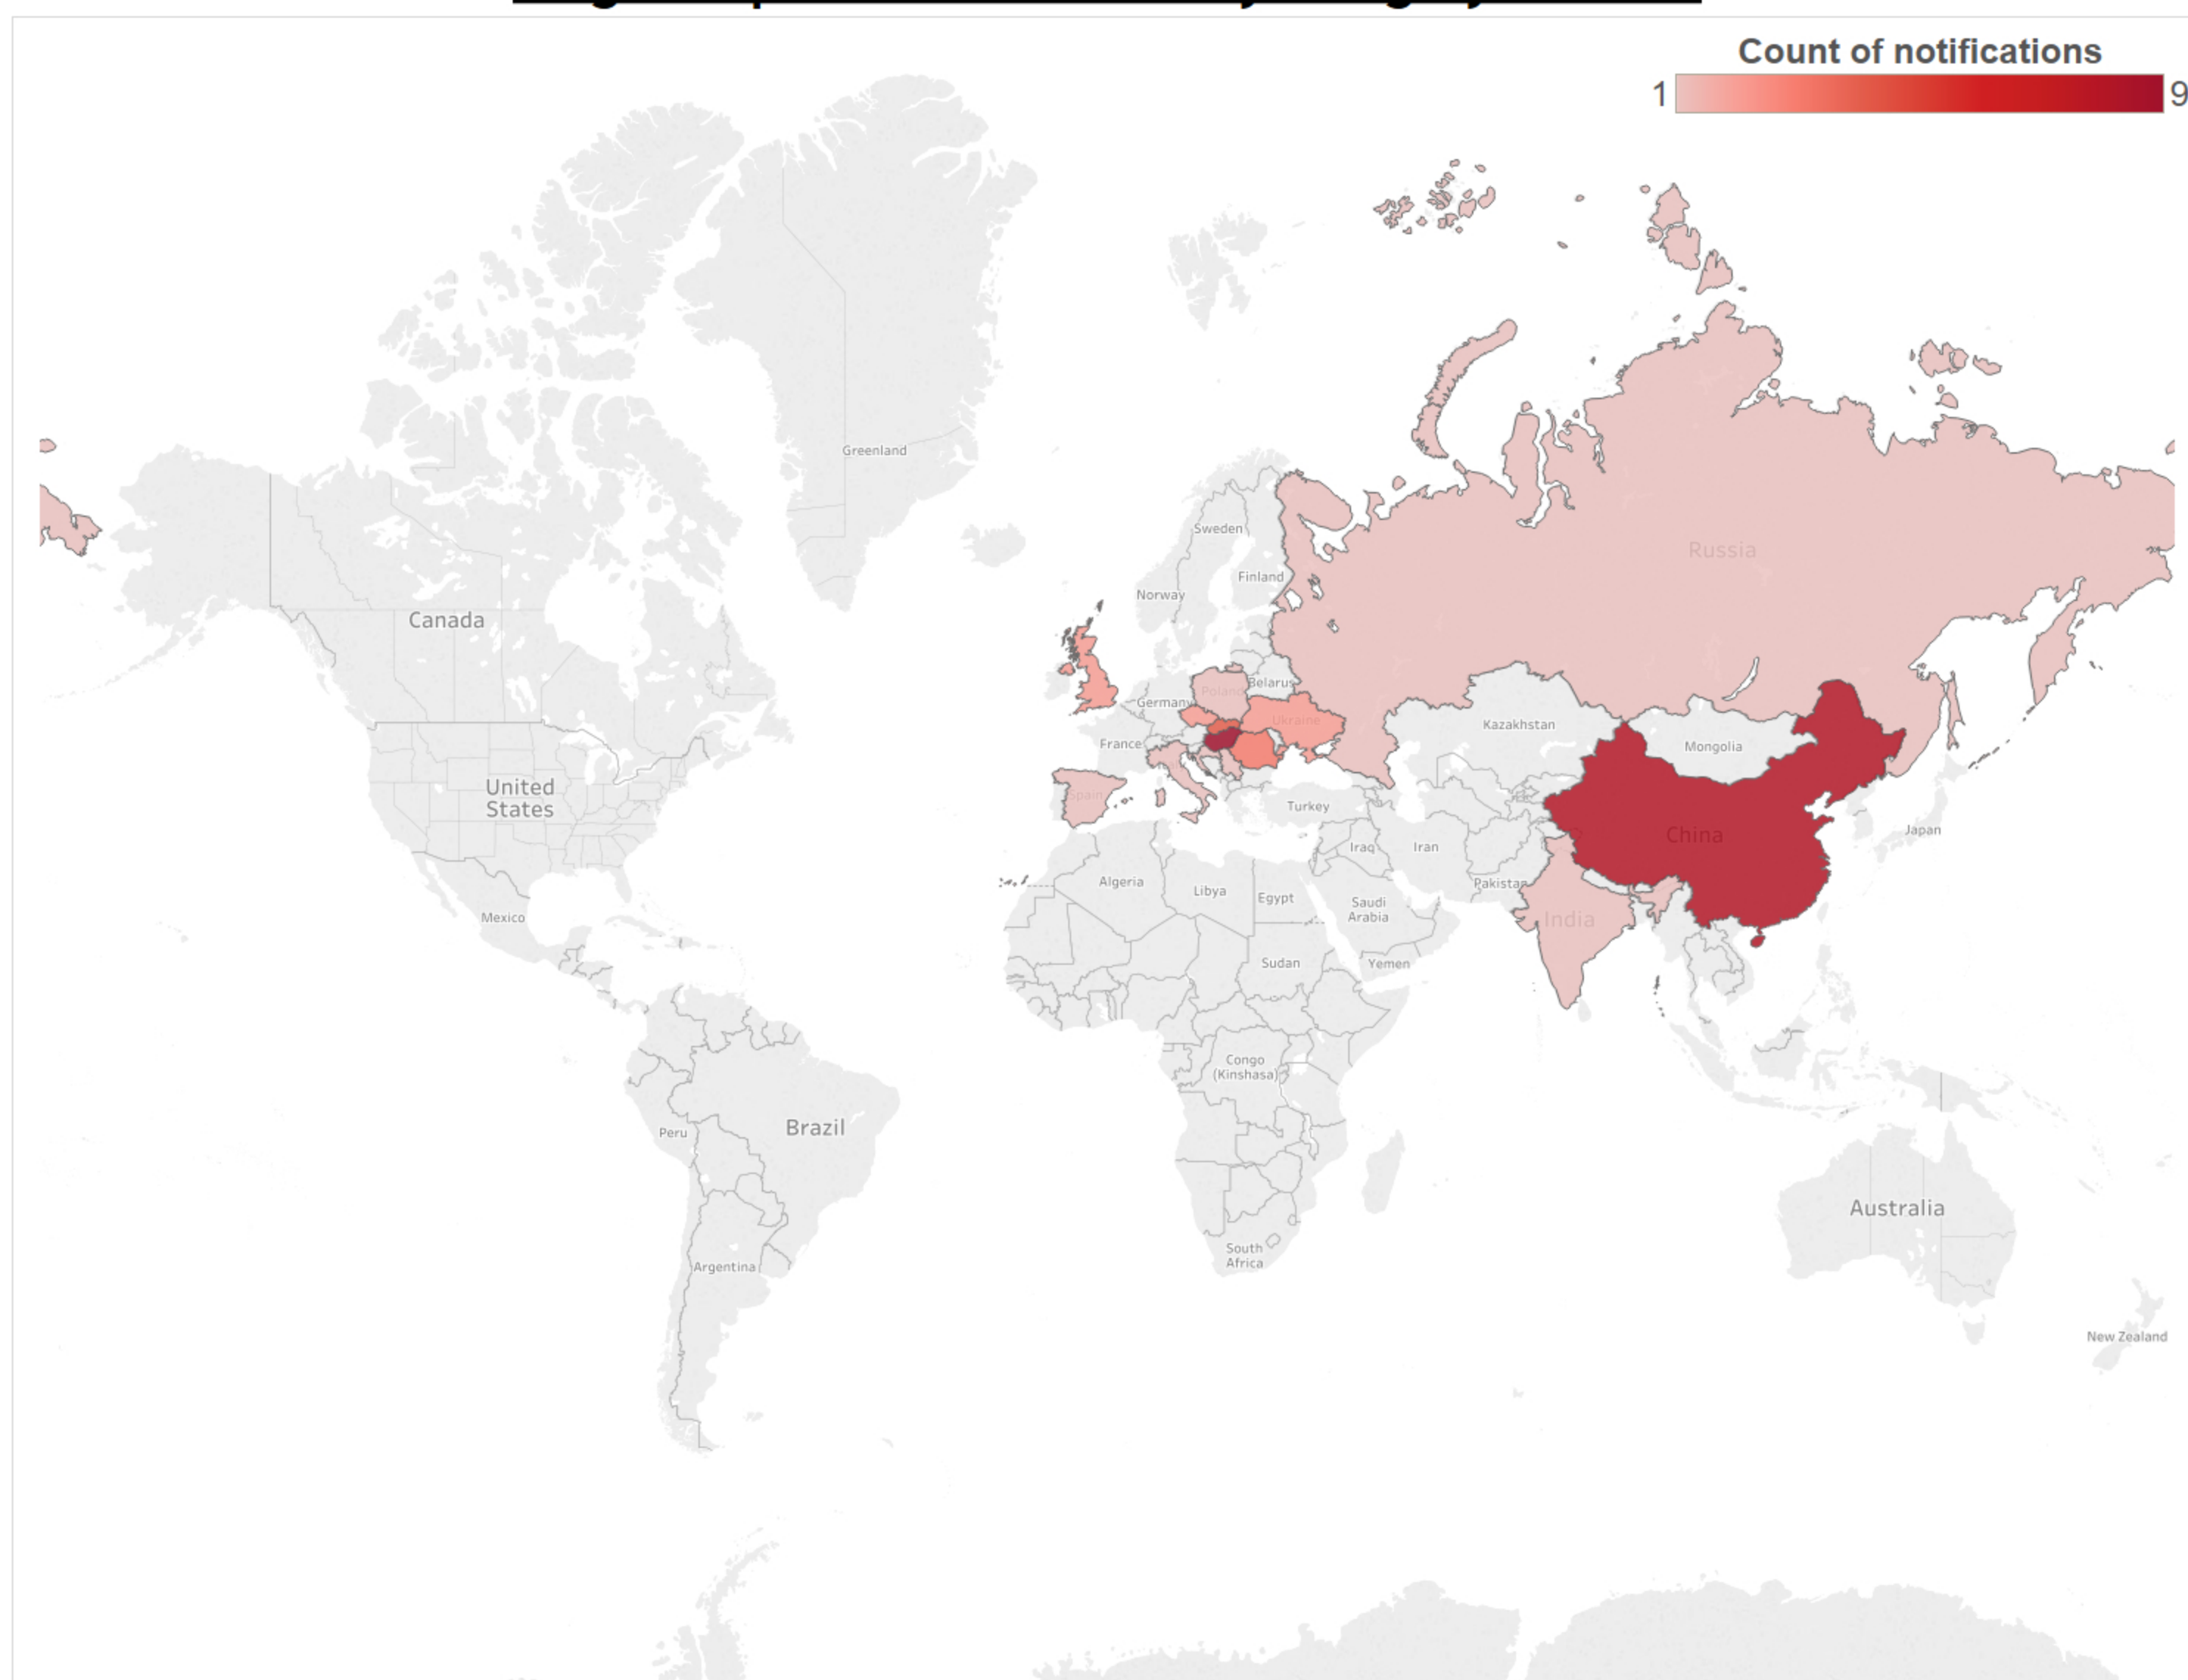 Count of notifications
1
9
Greenland
Canada
United
States
Mexico
Brazil
Peru
Argentina
Sweden
Finland
Norway
Russia
Poland
Belarus
Germany
Ukraine
France
Spain
Turkey
Kazakhstan
Mongolia
China
Japan
Iraq
Iran
Pakistan
India
Algeria
Libya
Egypt
Saudi
Arabia
Sudan
Yemen
Congo
(Kinshasa)
South
Africa
Australia
New Zealand